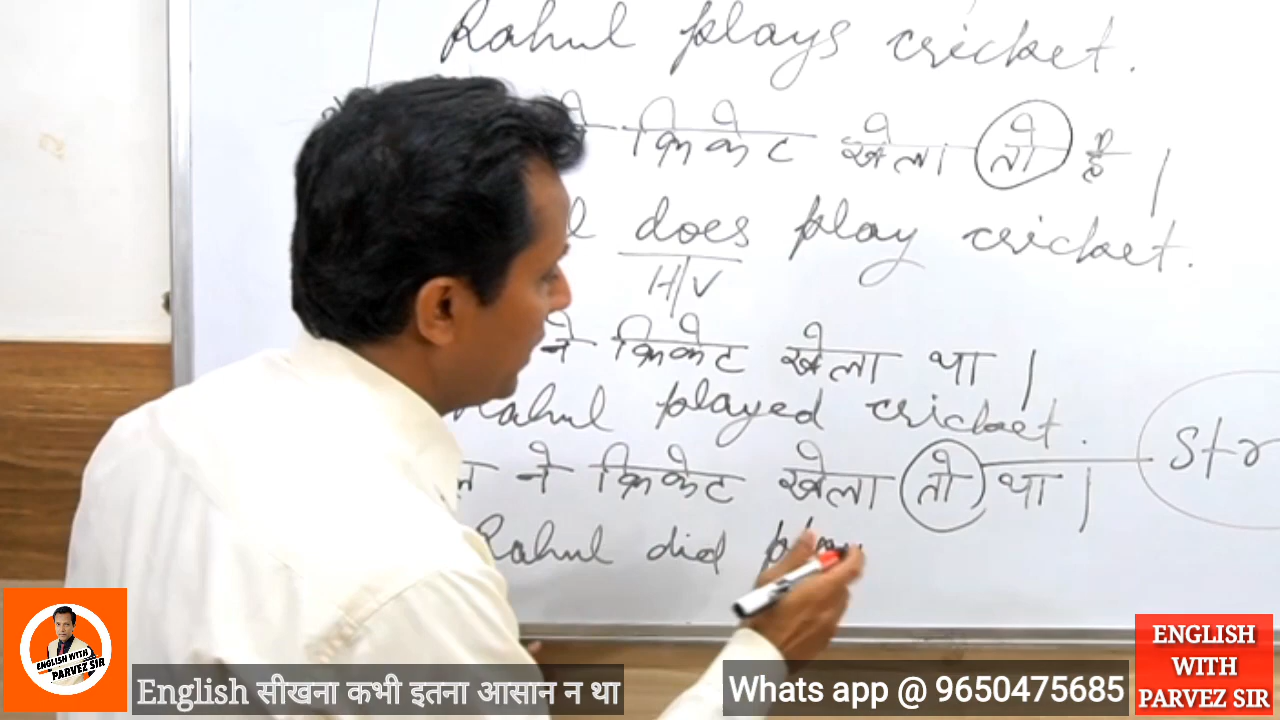 Rahul plays cricket.
ने क्रिकेट खेला तो है।
does play cricket.
H/V
ने क्रिकेट खेला था।
Rahul played cricket.
ने क्रिकेट खेला तो था।
Str
Rahul did play
ENGLISH WITH
PARVEZ SIR
English सीखना कभी इतना आसान न था
Whats app @ 9650475685
ENGLISH
WITH
PARVEZ SIR